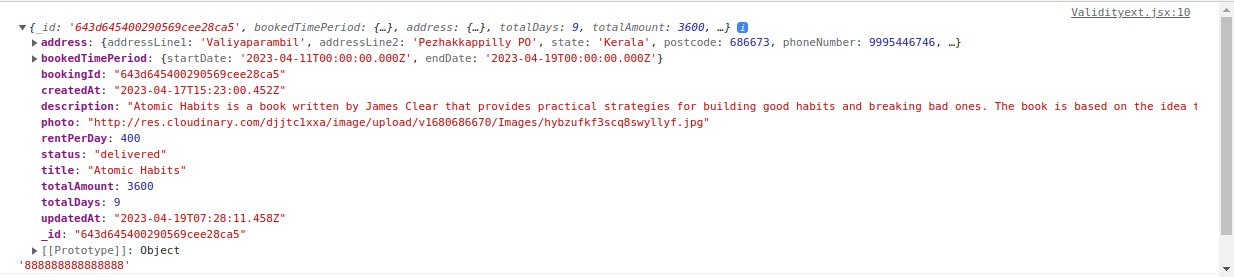 Validityext.jsx:10
{_id: '643d645400290569cee28ca5', bookedTimePeriod: {…}, address: {…}, totalDays: 9, totalAmount: 3600, …} i
address: {addressLine1: 'Valiyaparambil', addressLine2: 'Pezhakkappilly PO', state: 'Kerala', postcode: 686673, phoneNumber: 9995446746, …}
bookedTimePeriod: {startDate: '2023-04-11T00:00:00.000Z', endDate: '2023-04-19T00:00:00.000Z'}
bookingId: "643d645400290569cee28ca5"
createdAt: "2023-04-17T15:23:00.452Z"
description: "Atomic Habits is a book written by James Clear that provides practical strategies for building good habits and breaking bad ones. The book is based on the idea t
photo: "http://res.cloudinary.com/djjtc1xxa/image/upload/v1680686670/Images/hybzufkf3scq8swyllyf.jpg"
rentPerDay: 400
status: "delivered"
title: "Atomic Habits"
totalAmount: 3600
totalDays: 9
updatedAt: "2023-04-19T07:28:11.458Z"
_id: "643d645400290569cee28ca5"
[[Prototype]]: Object
'888888888888888'